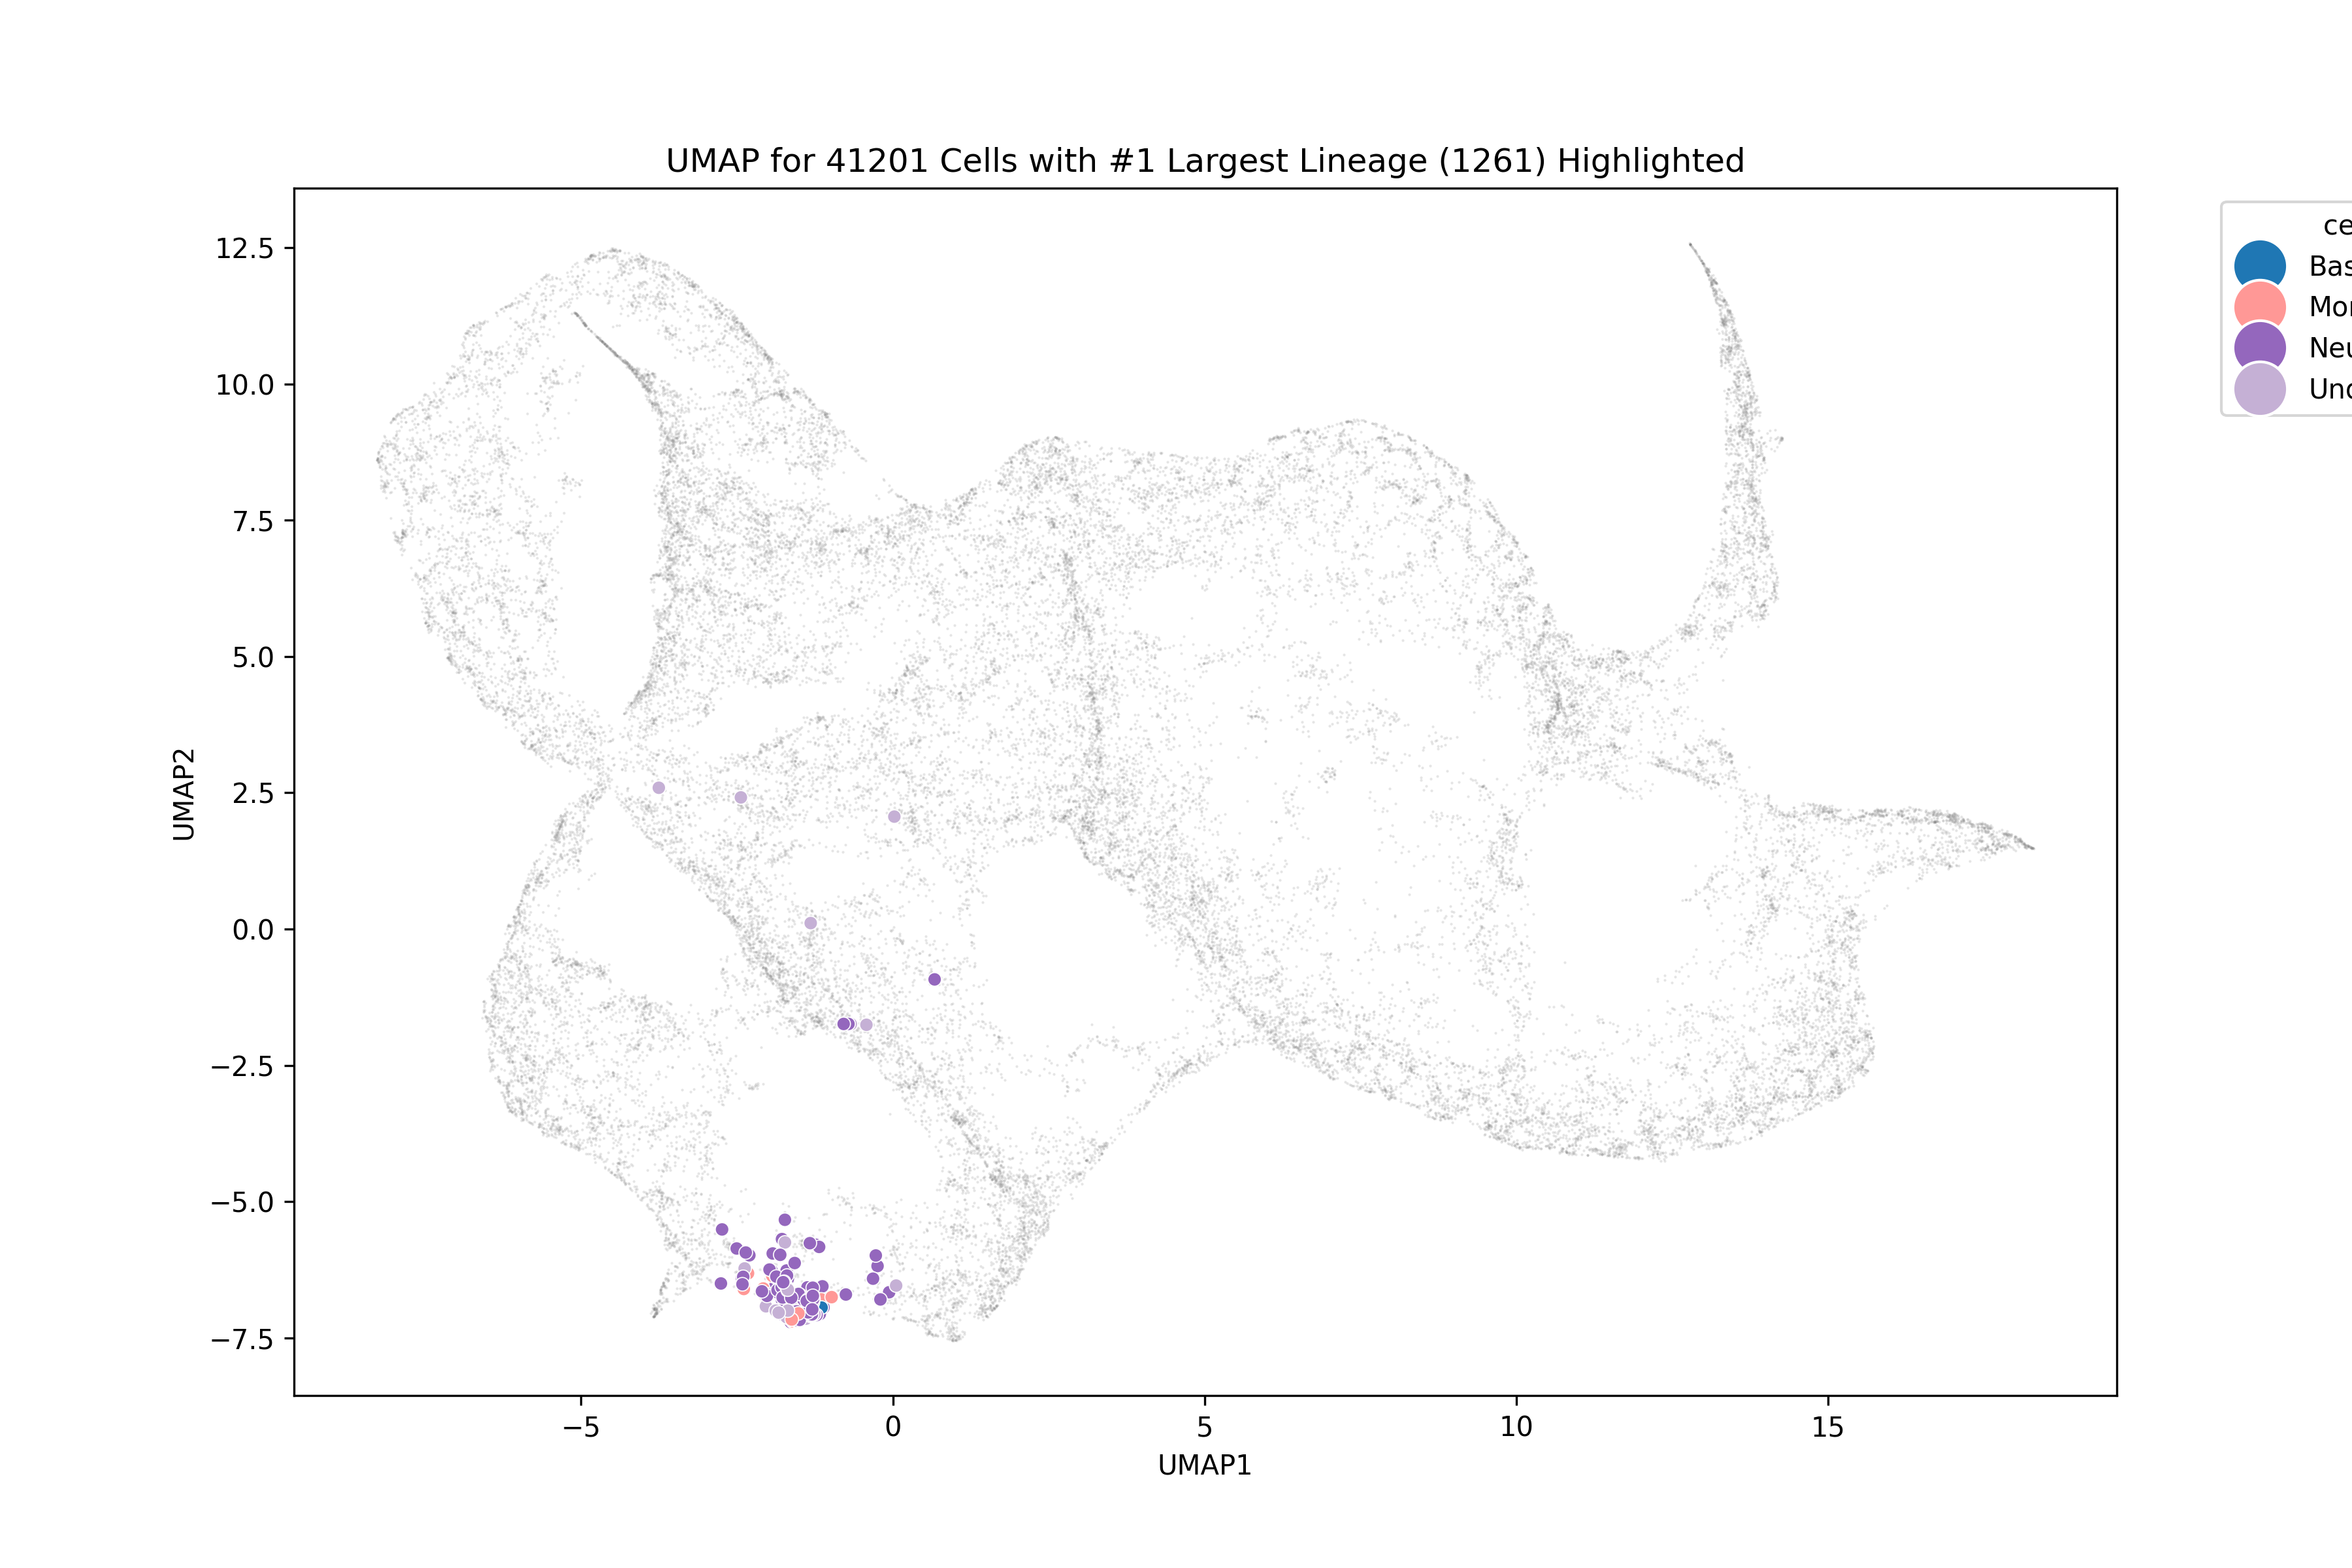 UMAP for 41201 Cells with #1 Largest Lineage (1261) Highlighted
12.5
10.0
7.5
5.0
2.5
0.0
−2.5
−5.0
−7.5
UMAP2
−5
0
5
10
15
UMAP1
ce
Bas
Mon
Neu
Und